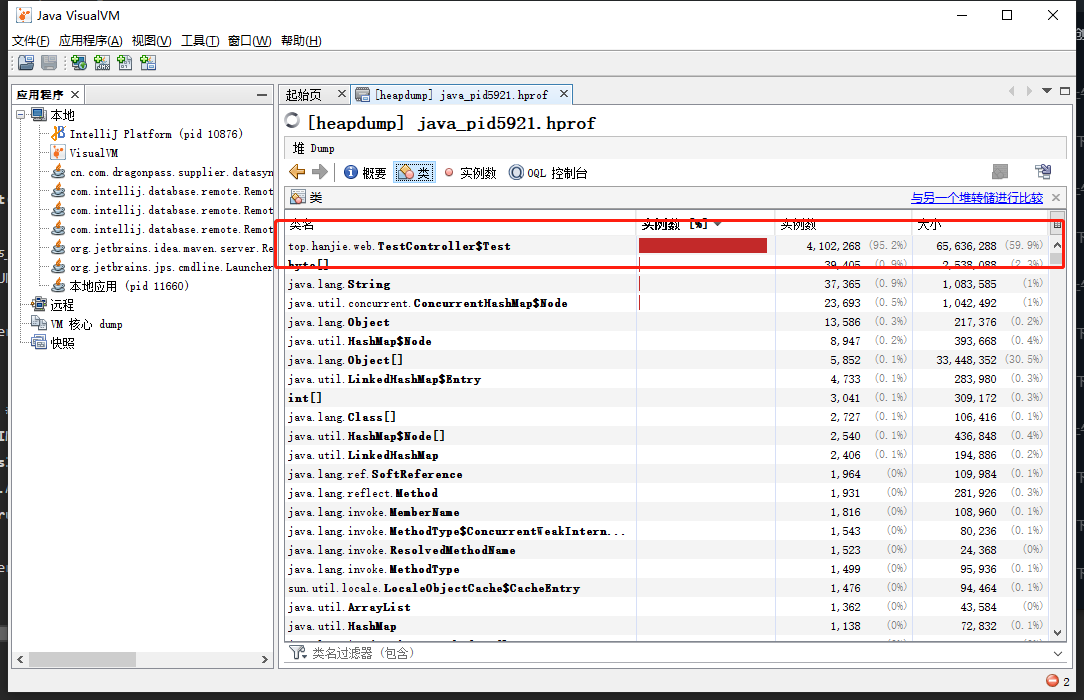 Java VisualVM
文件(F) 应用程序(A) 视图(V) 工具(T) 窗口(W) 帮助(H)
应用程序
本地
IntelliJ Platform (pid 10876)
VisualVM
cn.com.dragonpass.supplier.datasyn
com.intellij.database.remote.Remot
com.intellij.database.remote.Remot
com.intellij.database.remote.Remot
org.jetbrains.idea.maven.server.Re
org.jetbrains.jps.cmdline.Launcher
本地应用 (pid 11660)
远程
VM 核心 dump
快照
起始页 [heapdump] java_pid5921.hprof
[heapdump] java_pid5921.hprof
堆 Dump
概要 类 实例数 OQL 控制台
类 与另一个堆转储进行比较
类名 实例数 [%] 实例数 大小
top.hanjie.web.TestController$Test 4,102,268 (95.2%) 65,636,288 (59.9%)
byte[] 39,405 (0.9%) 2,538,088 (2.3%)
java.lang.String 37,365 (0.9%) 1,083,585 (1%)
java.util.concurrent.ConcurrentHashMap$Node 23,693 (0.5%) 1,042,492 (1%)
java.lang.Object 13,586 (0.3%) 217,376 (0.2%)
java.util.HashMap$Node 8,947 (0.2%) 393,668 (0.4%)
java.lang.Object[] 5,852 (0.1%) 33,448,352 (30.5%)
java.util.LinkedHashMap$Entry 4,733 (0.1%) 283,980 (0.3%)
int[] 3,041 (0.1%) 309,172 (0.3%)
java.lang.Class[] 2,727 (0.1%) 106,416 (0.1%)
java.util.HashMap$Node[] 2,540 (0.1%) 436,848 (0.4%)
java.util.LinkedHashMap 2,406 (0.1%) 194,886 (0.2%)
java.lang.ref.SoftReference 1,964 (0%) 109,984 (0.1%)
java.lang.reflect.Method 1,931 (0%) 281,926 (0.3%)
java.lang.invoke.MemberName 1,816 (0%) 108,960 (0.1%)
java.lang.invoke.MethodType$ConcurrentWeakIntern... 1,543 (0%) 80,236 (0.1%)
java.lang.invoke.ResolvedMethodName 1,523 (0%) 24,368 (0%)
java.lang.invoke.MethodType 1,499 (0%) 95,936 (0.1%)
sun.util.locale.LocaleObjectCache$CacheEntry 1,476 (0%) 94,464 (0.1%)
java.util.ArrayList 1,362 (0%) 43,584 (0%)
java.util.HashMap 1,138 (0%) 72,832 (0.1%)
类名过滤器 (包含)
2